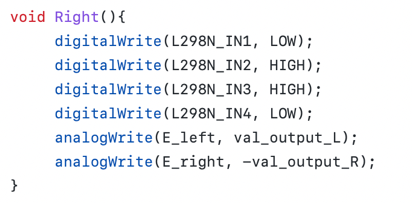 void Right(){
digitalWrite(L298N_IN1, LOW);
digitalWrite(L298N_IN2, HIGH);
digitalWrite(L298N_IN3, HIGH);
digitalWrite(L298N_IN4, LOW);
analogWrite(E_left, val_output_L);
analogWrite(E_right, -val_output_R);
}